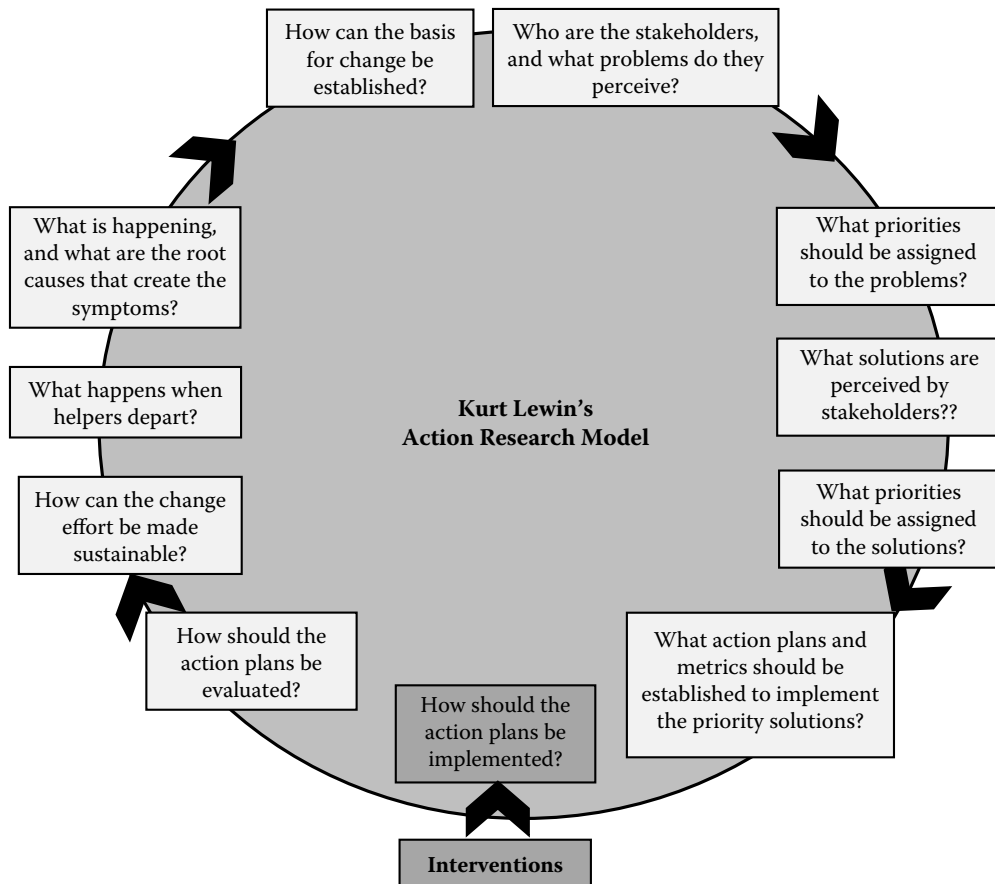 How can the basis
for change be
established?
Who are the stakeholders,
and what problems do they
perceive?
What is happening,
and what are the root
causes that create the
symptoms?
What priorities
should be assigned
to the problems?
What happens when
helpers depart?
What solutions are
perceived by
stakeholders??
Kurt Lewin’s
Action Research Model
How can the change
effort be made
sustainable?
What priorities
should be assigned
to the solutions?
How should the
action plans be
evaluated?
What action plans and
metrics should be
established to implement
the priority solutions?
How should the
action plans be
implemented?
Interventions